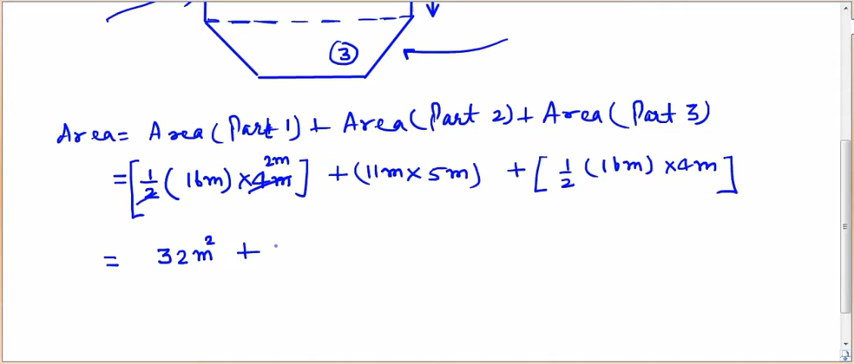 3
Area = Area (Part 1) + Area (Part 2) + Area (Part 3)
2m
= [1/2 (16m) × 4m] + (11m × 5m) + [1/2 (16m) × 4m]
= 32m² +